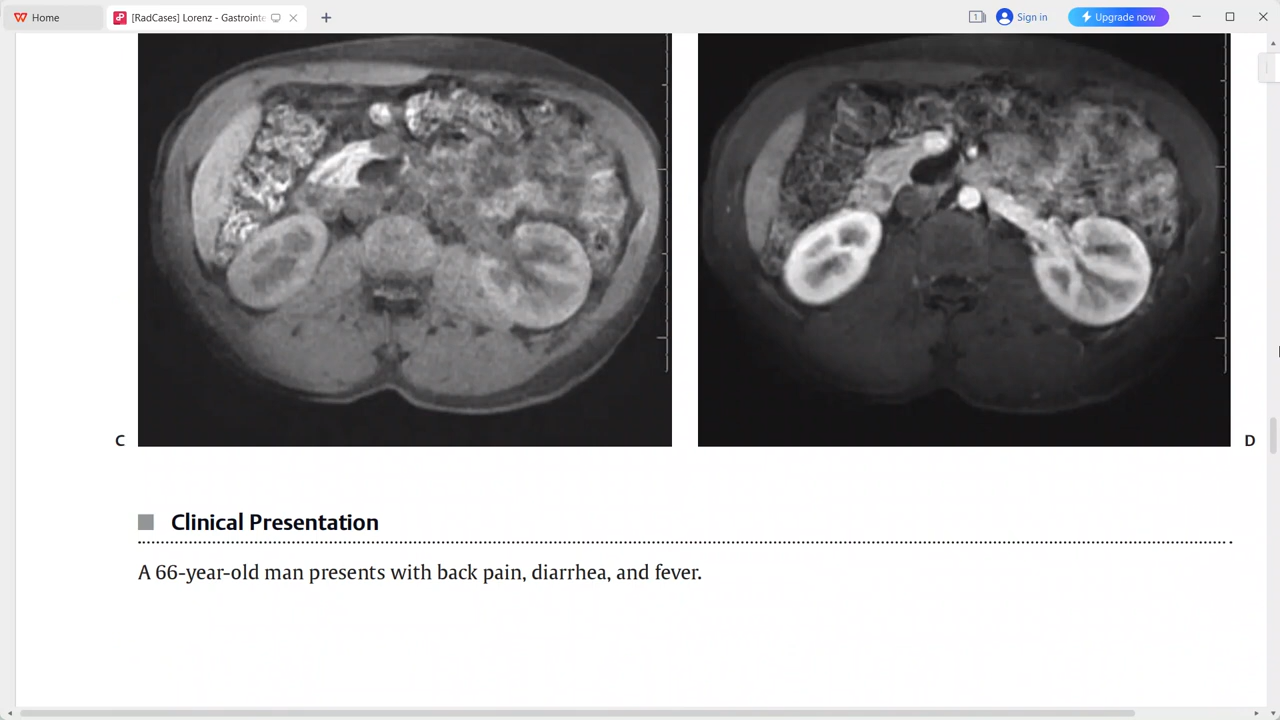 Home
[RadCases] Lorenz - Gastrointe
1
Sign in
Upgrade now
C
D
Clinical Presentation
A 66-year-old man presents with back pain, diarrhea, and fever.